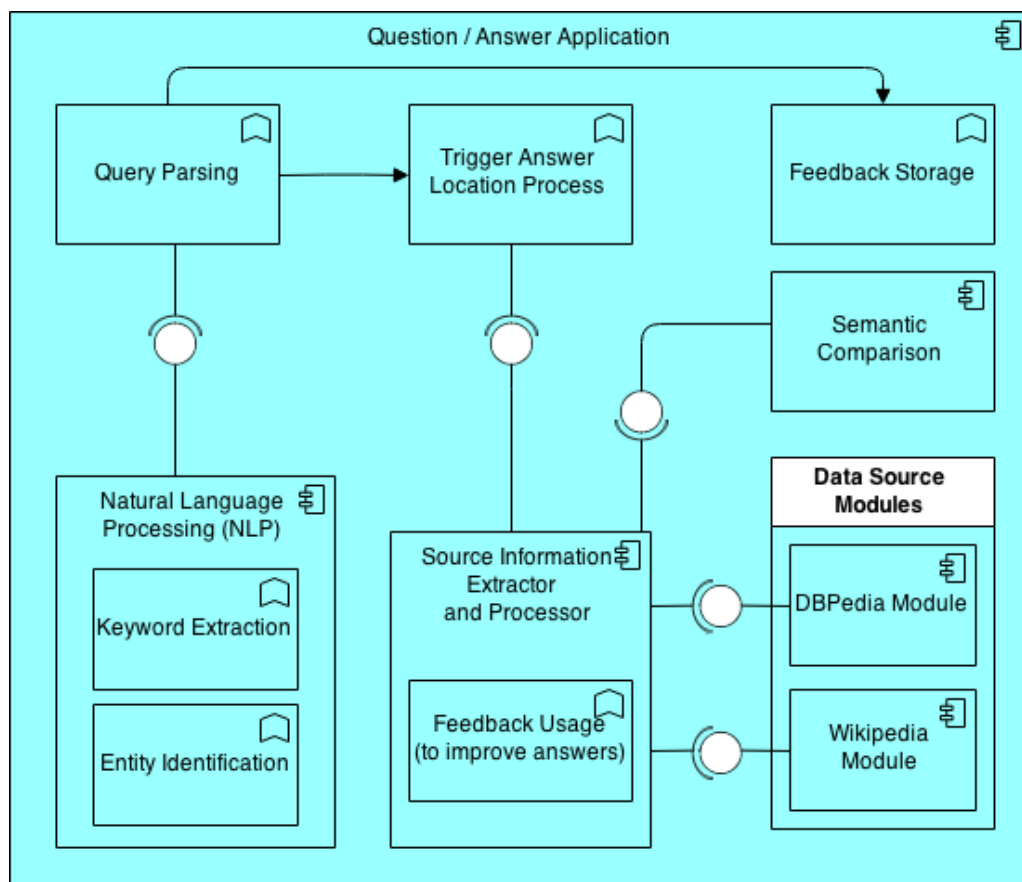 Question / Answer Application
Query Parsing
Trigger Answer
Location Process
Feedback Storage
Semantic
Comparison
Natural Language
Processing (NLP)
Keyword Extraction
Entity Identification
Source Information
Extractor
and Processor
Feedback Usage
(to improve answers)
Data Source
Modules
DBPedia Module
Wikipedia
Module